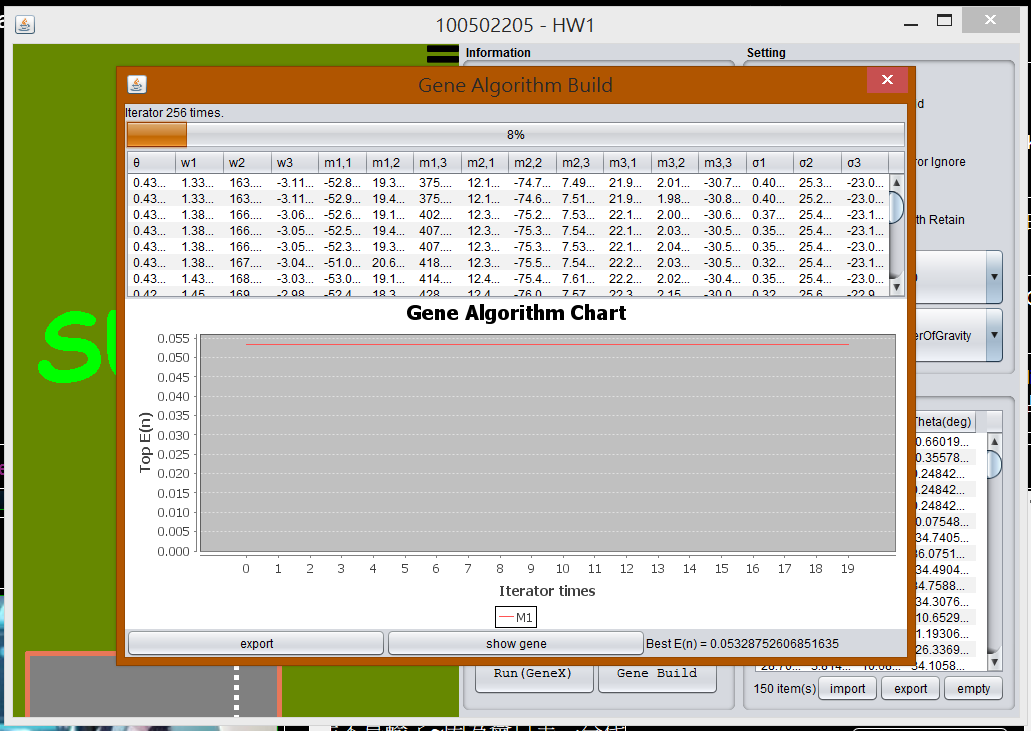 100502205 - HW1
Information
Setting
Gene Algorithm Build
Iterator 256 times.
8%
θ w1 w2 w3 m1,1 m1,2 m1,3 m2,1 m2,2 m2,3 m3,1 m3,2 m3,3 σ1 σ2 σ3
0.43... 1.33... 163.... -3.11... -52.8... 19.3... 375.... 12.1... -74.7... 7.49... 21.9... 2.01... -30.7... 0.40... 25.3... -23.0...
0.43... 1.33... 163.... -3.11... -52.9... 19.4... 375.... 12.1... -74.6... 7.51... 21.9... 1.98... -30.8... 0.40... 25.2... -23.0...
0.43... 1.38... 166.... -3.06... -52.6... 19.1... 402.... 12.3... -75.2... 7.53... 22.1... 2.00... -30.6... 0.37... 25.4... -23.1...
0.43... 1.38... 166.... -3.05... -52.5... 19.4... 407.... 12.3... -75.3... 7.54... 22.1... 2.03... -30.5... 0.35... 25.4... -23.1...
0.43... 1.38... 166.... -3.05... -52.3... 19.3... 407.... 12.3... -75.3... 7.53... 22.1... 2.04... -30.5... 0.35... 25.4... -23.0...
0.43... 1.38... 167.... -3.04... -51.0... 20.6... 418.... 12.3... -75.5... 7.54... 22.2... 2.03... -30.5... 0.32... 25.4... -23.1...
0.43... 1.43... 168.... -3.03... -53.0... 19.1... 414.... 12.4... -75.4... 7.61... 22.2... 2.02... -30.4... 0.35... 25.4... -23.0...
0.42... 1.45... 169.... -2.98... -52.4... 18.3... 428.... 12.4... -76.0... 7.57... 22.3... 2.15... -30.0... 0.32... 25.6... -22.9...
d
or Ignore
th Retain
erOfGravity
Gene Algorithm Chart
0.055
0.050
0.045
0.040
0.035
0.030
0.025
0.020
0.015
0.010
0.005
0.000
Top E(n)
0 1 2 3 4 5 6 7 8 9 10 11 12 13 14 15 16 17 18 19
Iterator times
M1
export
show gene
Best E(n) = 0.05328752606851635
Theta(deg)
0.66019...
0.35578...
0.24842...
0.24842...
0.24842...
0.07548...
34.7405...
36.0751...
34.4904...
34.7588...
34.3076...
10.6529...
1.19306...
26.3369...
34.1058...
Run(GeneX)
Gene Build
150 item(s)
import
export
empty